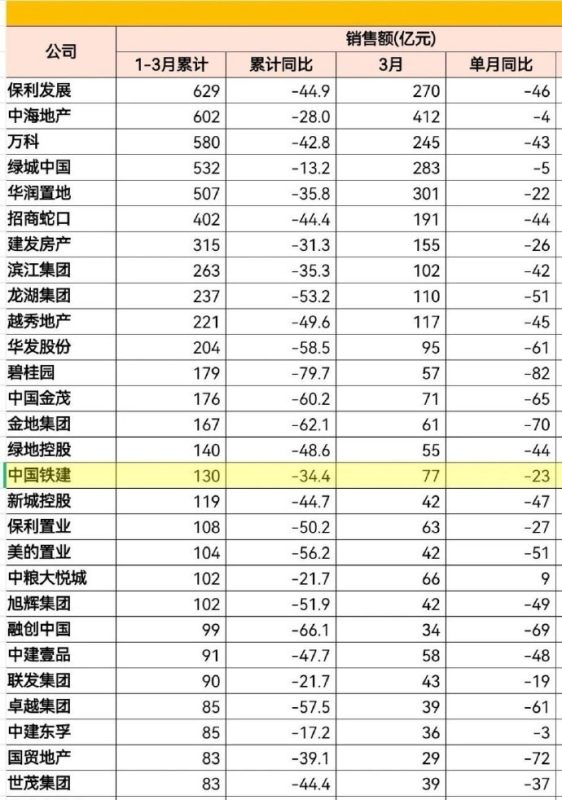 公司 销售额(亿元)
1-3月累计 累计同比 3月 单月同比
保利发展 629 -44.9 270 -46
中海地产 602 -28.0 412 -4
万科 580 -42.8 245 -43
绿城中国 532 -13.2 283 -5
华润置地 507 -35.8 301 -22
招商蛇口 402 -44.4 191 -44
建发房产 315 -31.3 155 -26
滨江集团 263 -35.3 102 -42
龙湖集团 237 -53.2 110 -51
越秀地产 221 -49.6 117 -45
华发股份 204 -58.5 95 -61
碧桂园 179 -79.7 57 -82
中国金茂 176 -60.2 71 -65
金地集团 167 -62.1 61 -70
绿地控股 140 -48.6 55 -44
中国铁建 130 -34.4 77 -23
新城控股 119 -44.7 42 -47
保利置业 108 -50.2 63 -27
美的置业 104 -56.2 42 -51
中粮大悦城 102 -21.7 66 9
旭辉集团 102 -51.9 42 -49
融创中国 99 -66.1 34 -69
中建壹品 91 -47.7 58 -48
联发集团 90 -21.7 43 -19
卓越集团 85 -57.5 39 -61
中建东孚 85 -17.2 36 -3
国贸地产 83 -39.1 29 -72
世茂集团 83 -44.4 39 -37